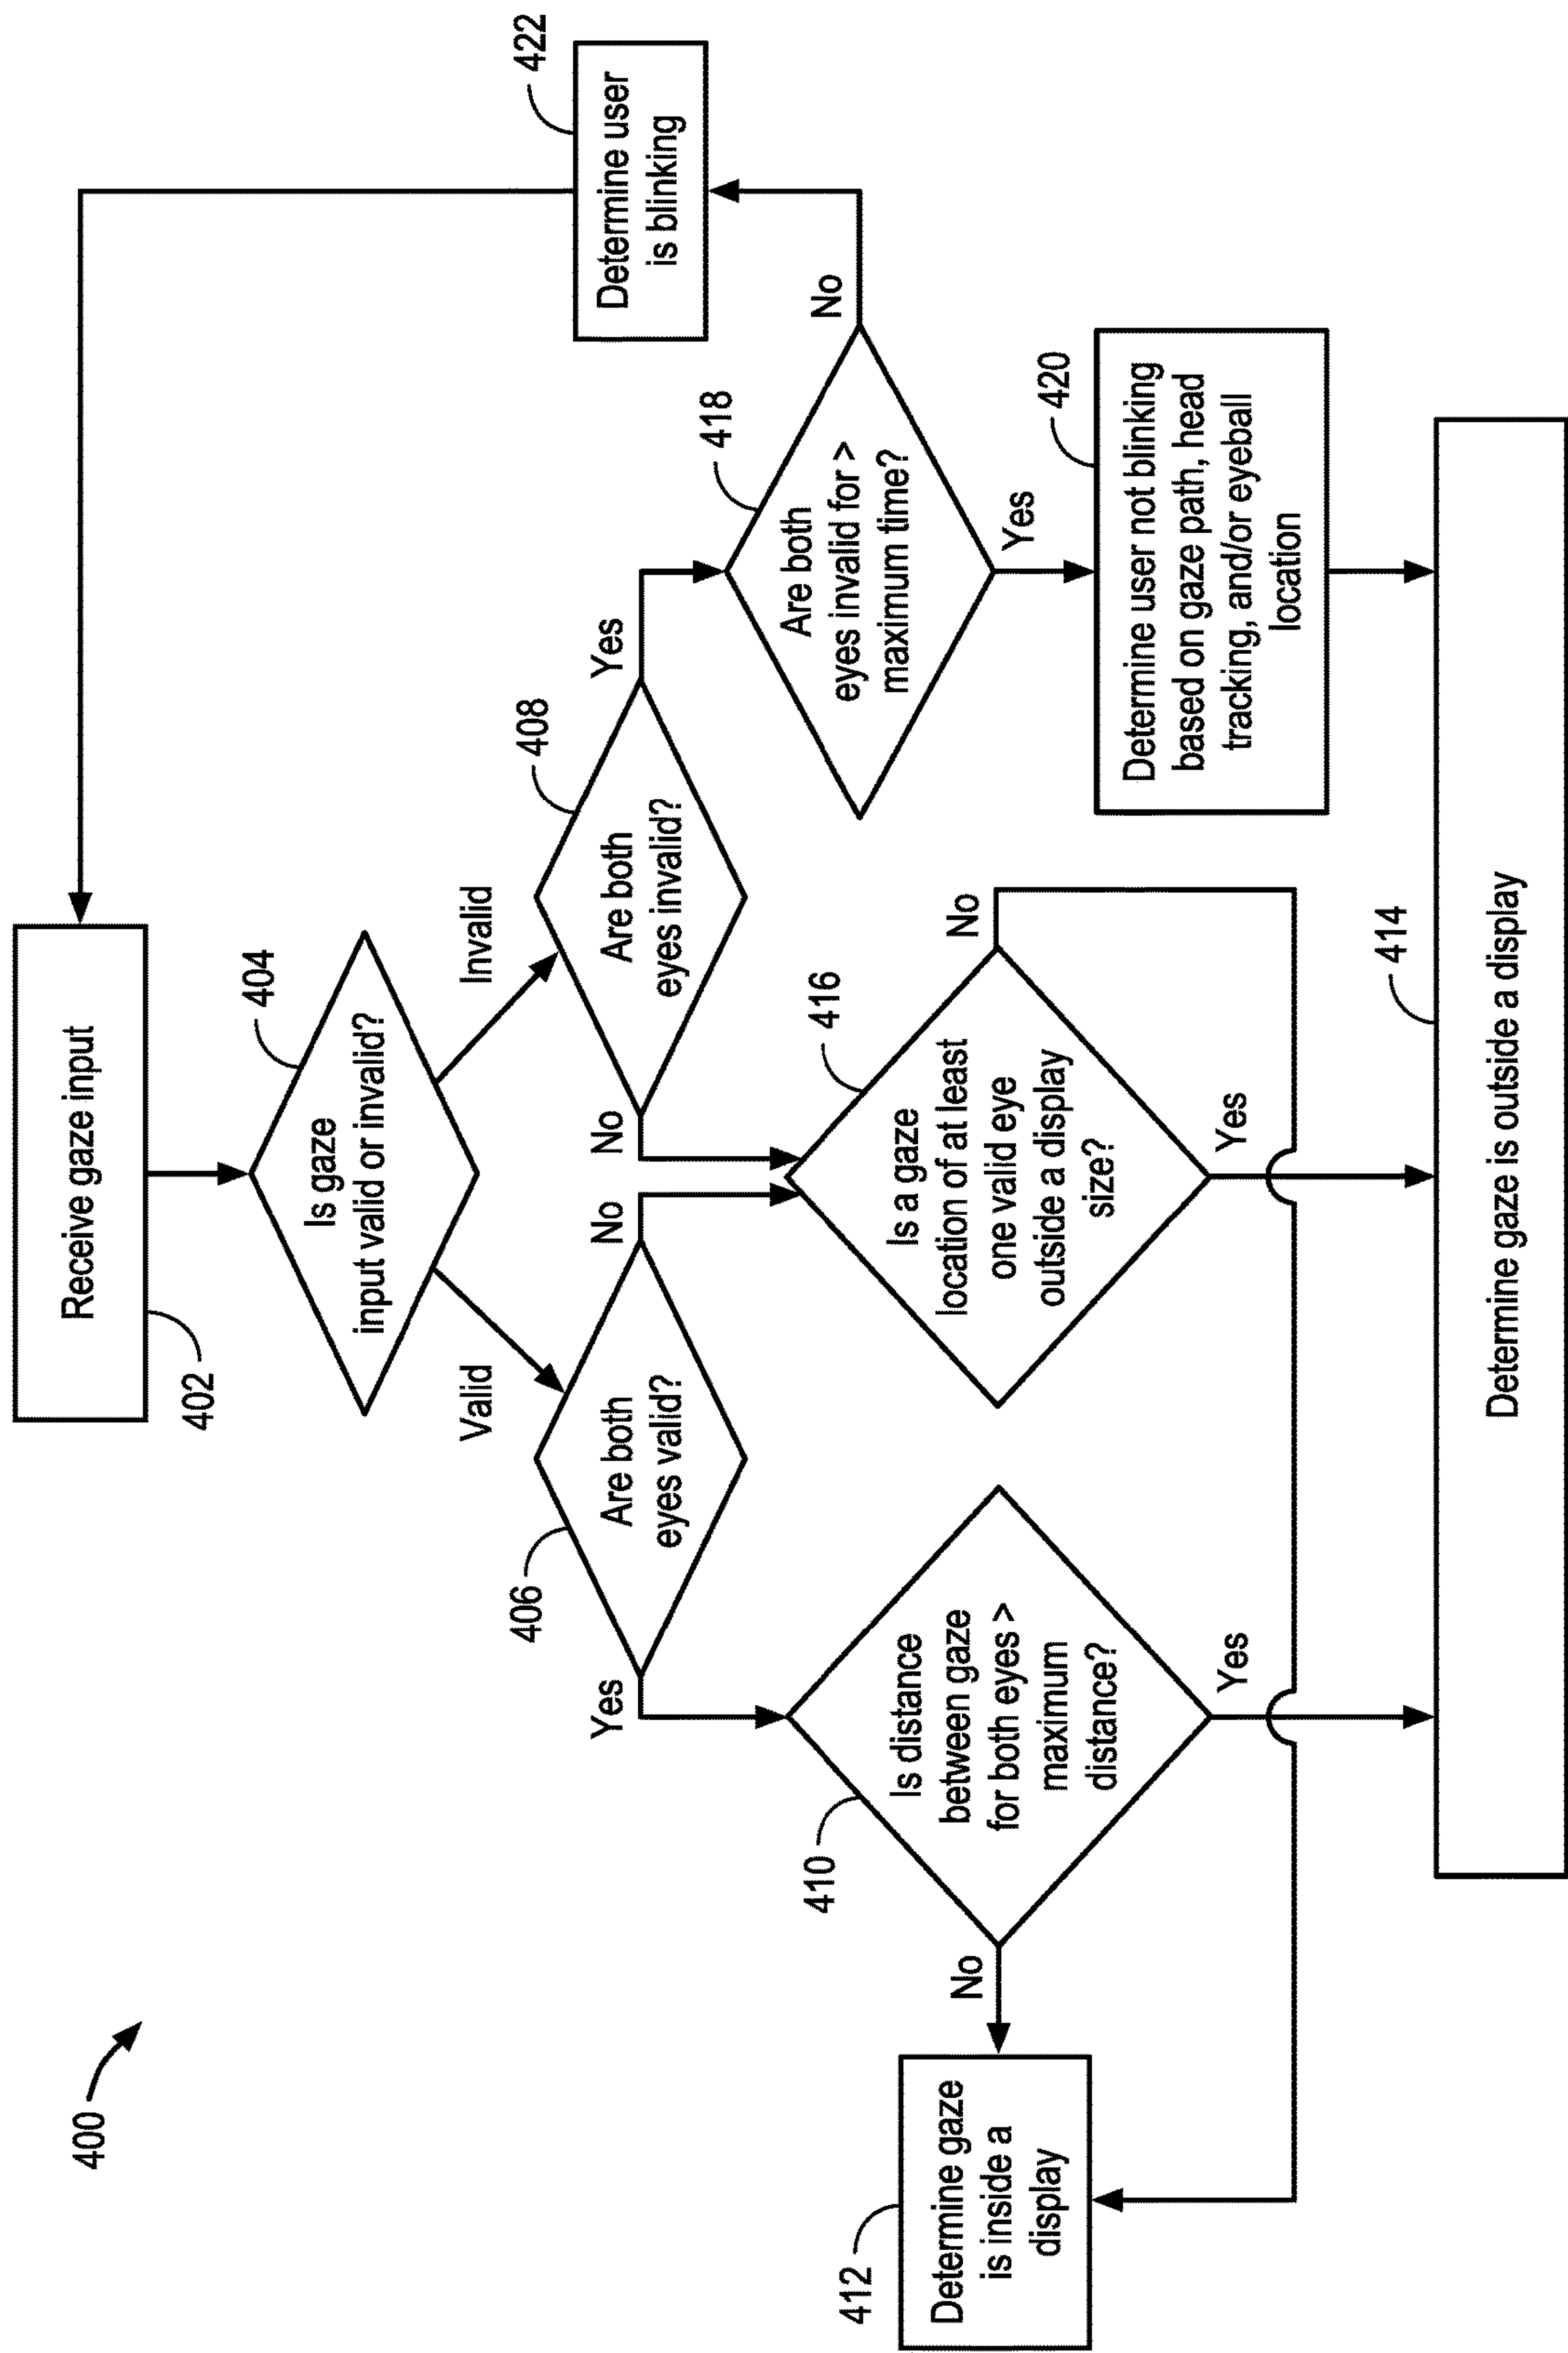 400
Receive gaze input
402
Is gaze
input valid or invalid?
404
Valid
Invalid
Are both
eyes valid?
406
Are both
eyes invalid?
408
Yes
No
No
Yes
Is distance
between gaze
for both eyes >
maximum
distance?
410
Is a gaze
location of at least
one valid eye
outside a display
size?
416
Are both
eyes invalid for >
maximum time?
418
No
Determine user
is blinking
422
No
Determine gaze
is inside a
display
412
Yes
Yes
No
Yes
Determine user not blinking
based on gaze path, head
tracking, and/or eyeball
location
420
Determine gaze is outside a display
414